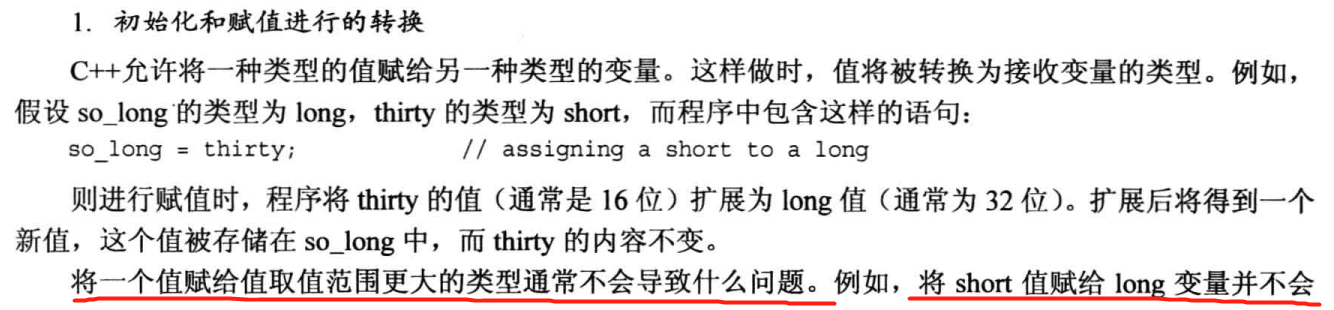 1. 初始化和赋值进行的转换
C++允许将一种类型的值赋给另一种类型的变量。这样做时，值将被转换为接收变量的类型。例如，
假设 so_long 的类型为 long，thirty 的类型为 short，而程序中包含这样的语句：
so_long = thirty;               // assigning a short to a long
则进行赋值时，程序将 thirty 的值（通常是 16 位）扩展为 long 值（通常为 32 位）。扩展后将得到一个
新值，这个值被存储在 so_long 中，而 thirty 的内容不变。
将一个值赋给值取值范围更大的类型通常不会导致什么问题。例如，将 short 值赋给 long 变量并不会